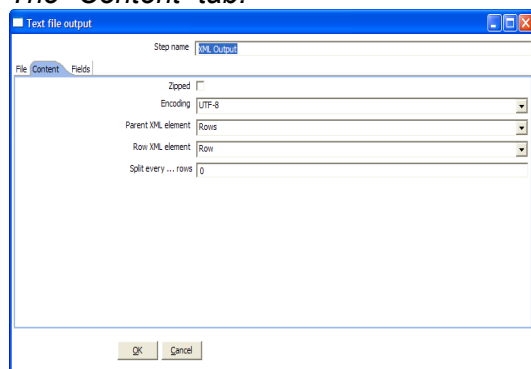 The "Content" tab:
Text file output
Step name XML Output
File Content Fields
Zipped
Encoding UTF-8
Parent XML element Rows
Row XML element Row
Split every ... rows 0
OK Cancel